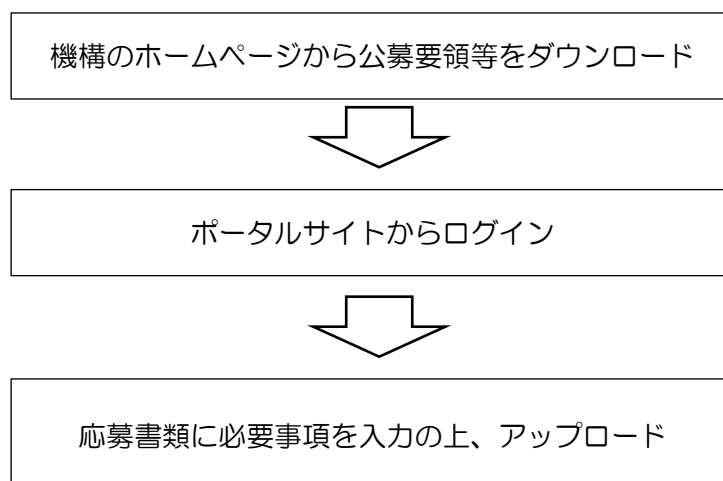 機構のホームページから公募要領等をダウンロード
ポータルサイトからログイン
応募書類に必要事項を入力の上、アップロード